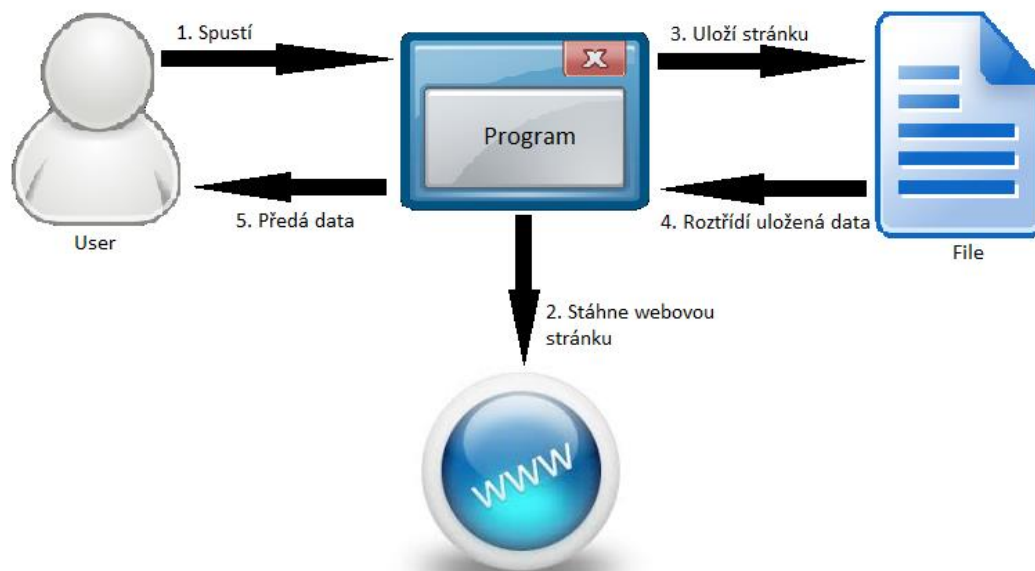 1. Spustí
3. Uloží stránku
Program
5. Předá data
4. Roztřídí uložená data
User
File
2. Stáhne webovou
stránku
www